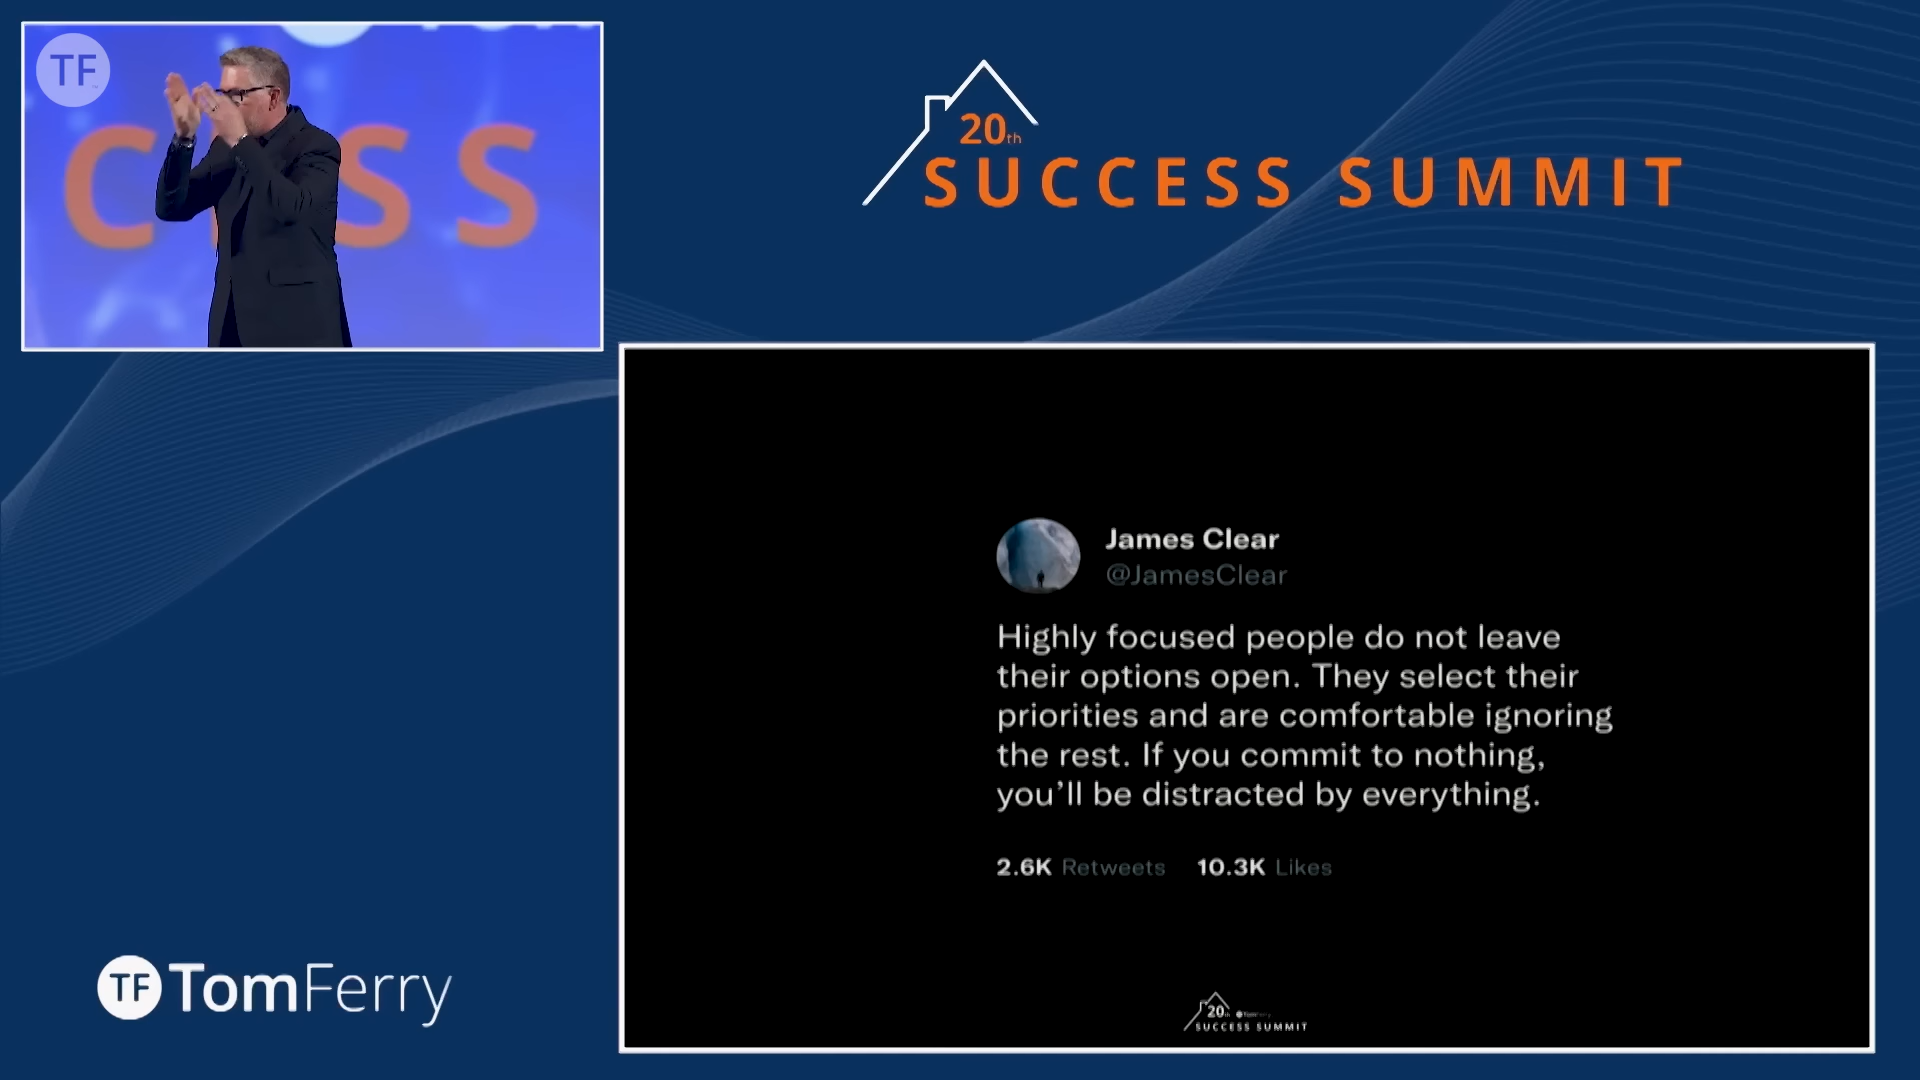 TF
C SS
20th
SUCCESS SUMMIT
James Clear
@JamesClear
Highly focused people do not leave
their options open. They select their
priorities and are comfortable ignoring
the rest. If you commit to nothing,
you’ll be distracted by everything.
2.6K Retweets 10.3K Likes
20th
SUCCESS SUMMIT
TF TomFerry